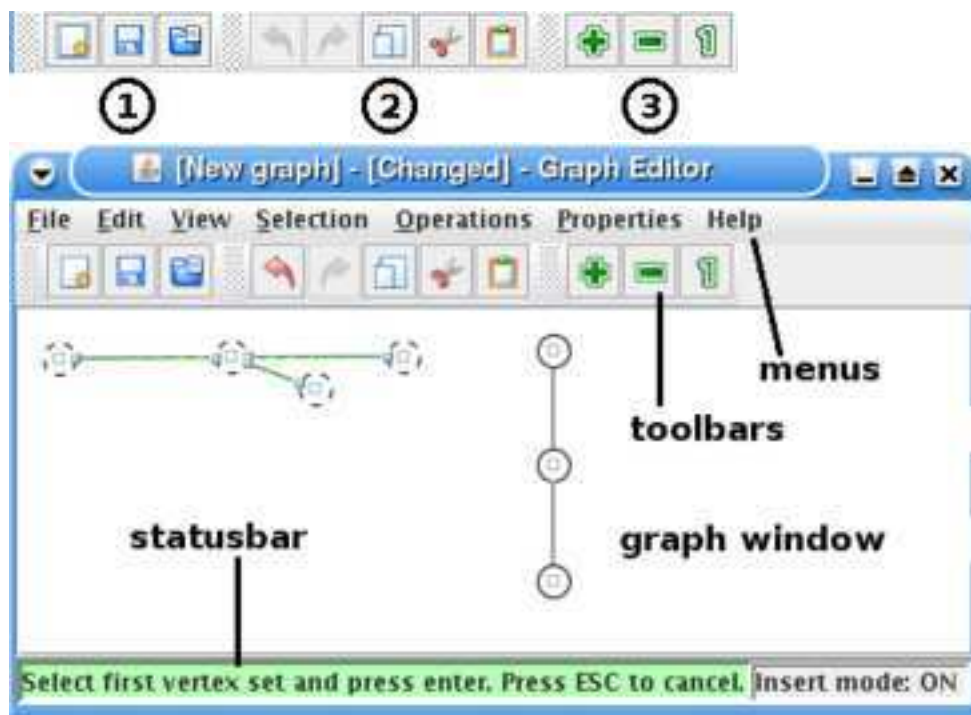 1 2 3
[New graph] - [Changed] - Graph Editor
File Edit View Selection Operations Properties Help
menus
toolbars
statusbar
graph window
Select first vertex set and press enter. Press ESC to cancel. Insert mode: ON